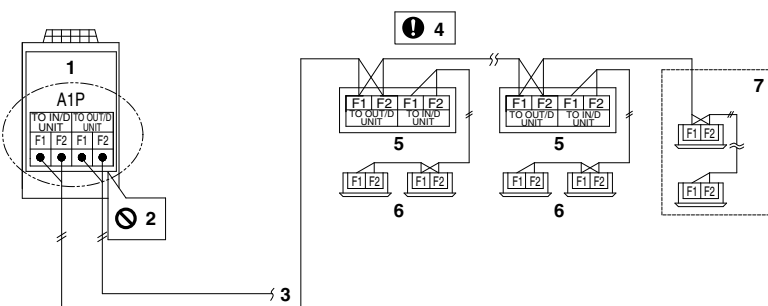 1
A1P
TO IN/D UNIT TO OUT/D UNIT
F1 F2 F1 F2
2
3
4
F1 F2 F1 F2
TO OUT/D UNIT TO IN/D UNIT
5
F1 F2
F1 F2
6
F1 F2 F1 F2
TO OUT/D UNIT TO IN/D UNIT
5
F1 F2
F1 F2
6
7
F1 F2
F1 F2